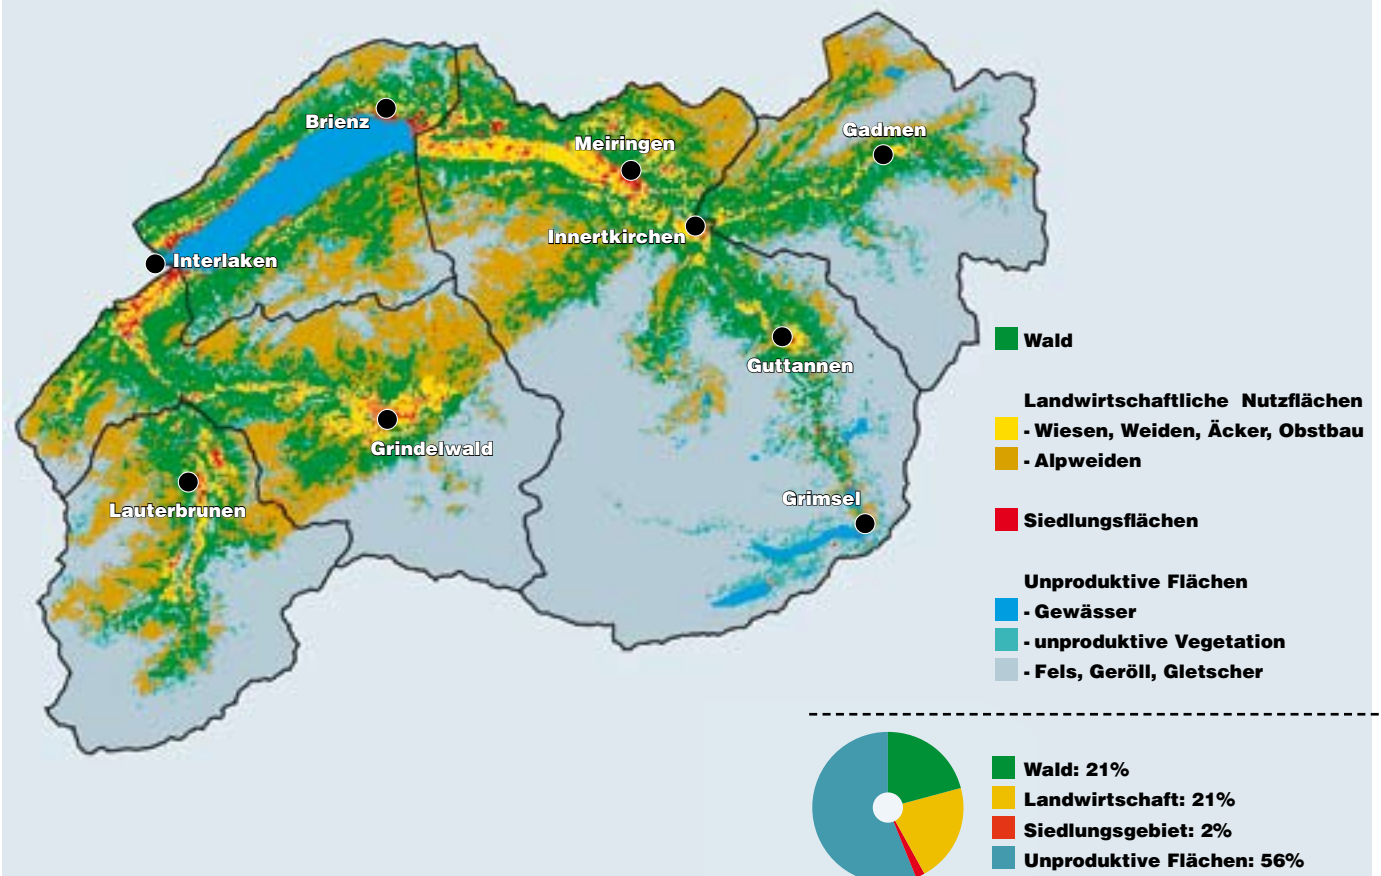 Brienz
Meiringen
Gadmen
Innertkirchen
Interlaken
Guttannen
Grindelwald
Grimsel
Lauterbrunen
Wald
Landwirtschaftliche Nutzflächen
- Wiesen, Weiden, Äcker, Obstbau
- Alpweiden
Siedlungsflächen
Unproduktive Flächen
- Gewässer
- unproduktive Vegetation
- Fels, Geröll, Gletscher
Wald: 21%
Landwirtschaft: 21%
Siedlungsgebiet: 2%
Unproduktive Flächen: 56%